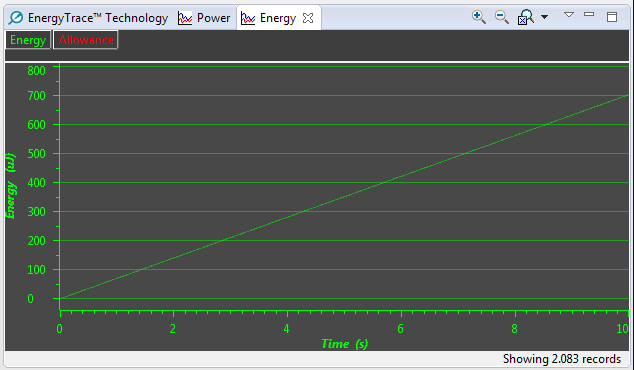 EnergyTrace™ Technology Power Energy
Energy Allowance
800
700
600
500
400
300
200
100
0
Energy (uJ)
0 2 4 6 8 10
Time (s)
Showing 2.083 records